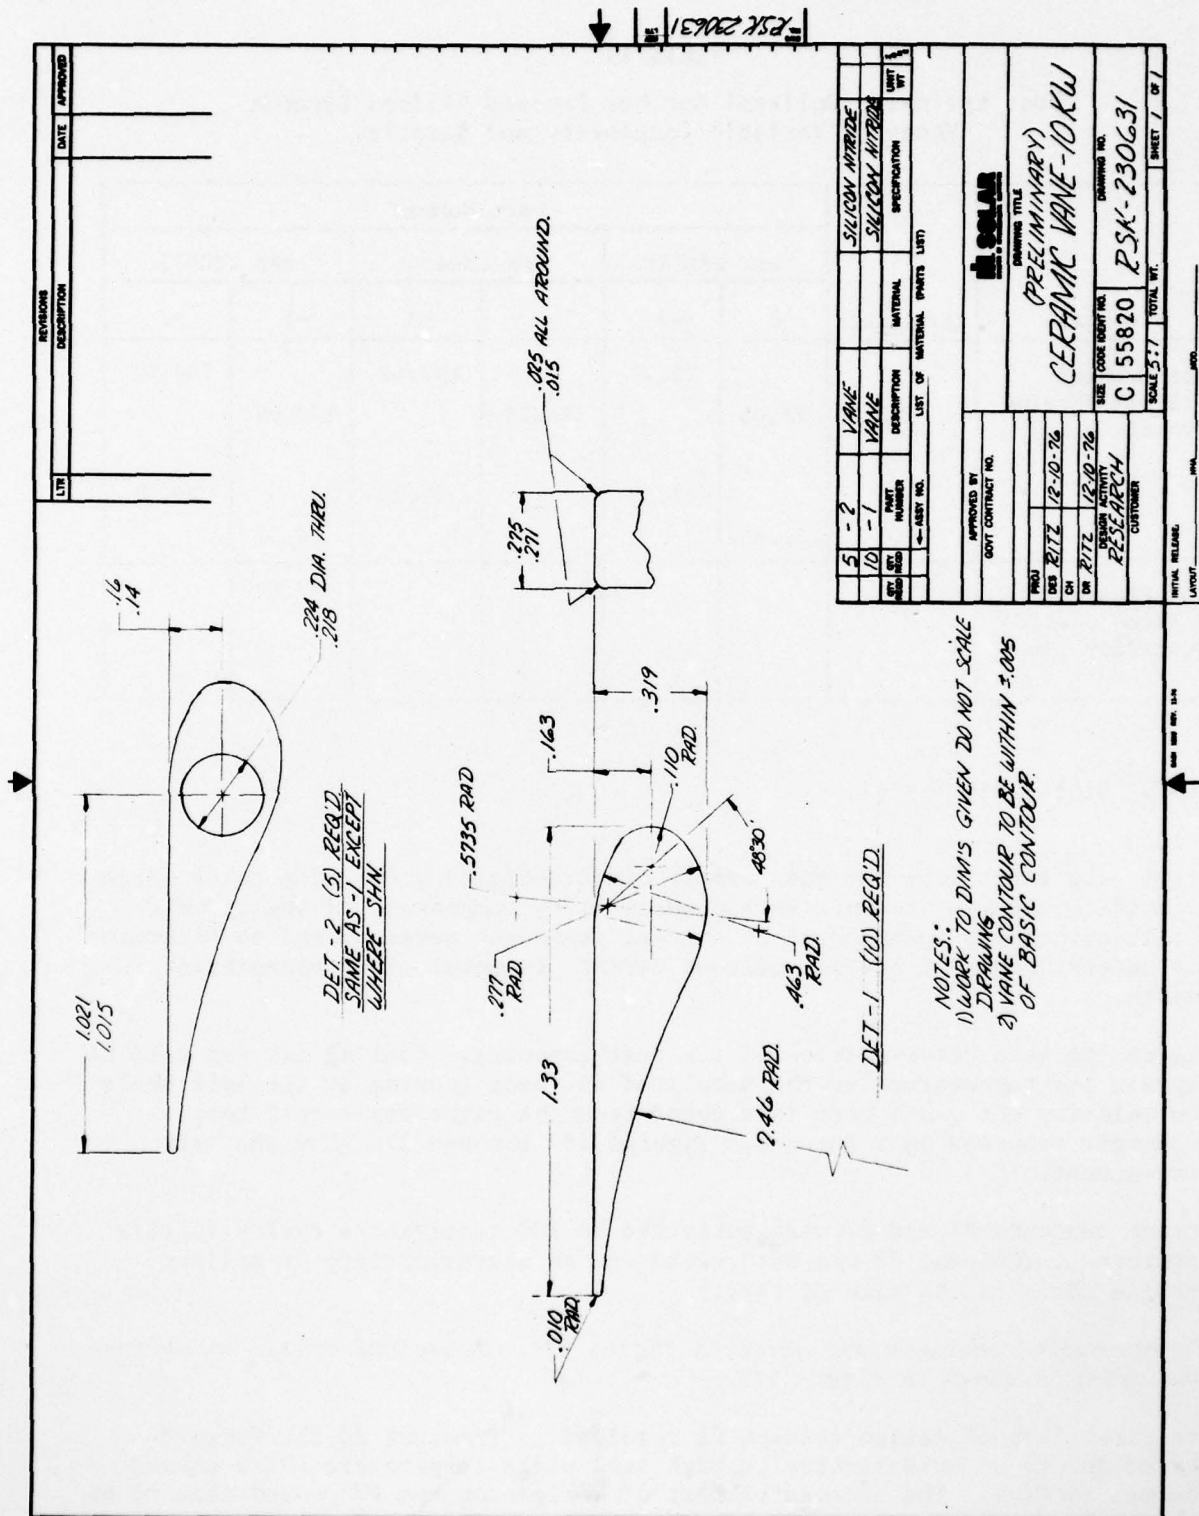 RSK 230631
REVISIONS
LTR DESCRIPTION DATE APPROVED
1.021
1.015
.16
.14
.224 DIA. THRU.
.218
DET-2 (5) REQ'D.
SAME AS -1 EXCEPT
WHERE SHN.
.275
.271
.025 ALL AROUND.
.015
1.33
.5735 RAD
.163
.319
.277
RAD.
.110
RAD.
48°30'
.463
RAD.
.010
RAD.
2.46 RAD.
DET-1 (10) REQ'D.
NOTES:
1) WORK TO DIM'S GIVEN DO NOT SCALE
DRAWING
2) VANE CONTOUR TO BE WITHIN ±.005
OF BASIC CONTOUR.
5 -2 VANE SILICON NITRIDE
10 -1 VANE SILICON NITRIDE
QTY REQD QTY REQD PART NUMBER DESCRIPTION MATERIAL SPECIFICATION UNIT WT
ASSY NO. LIST OF MATERIAL (PARTS LIST)
APPROVED BY
GOVT CONTRACT NO.
PROJ
DES RITZ 12-10-76
CH
DR RITZ 12-10-76
DESIGN ACTIVITY
RESEARCH
CUSTOMER
SOLAR
DRAWING TITLE
(PRELIMINARY)
CERAMIC VANE-10KW
SIZE CODE IDENT NO. DRAWING NO.
C 55820 RSK-230631
SCALE 5:1 TOTAL WT. SHEET 1 OF 1
INITIAL RELEASE.
LAYOUT NHA MOD